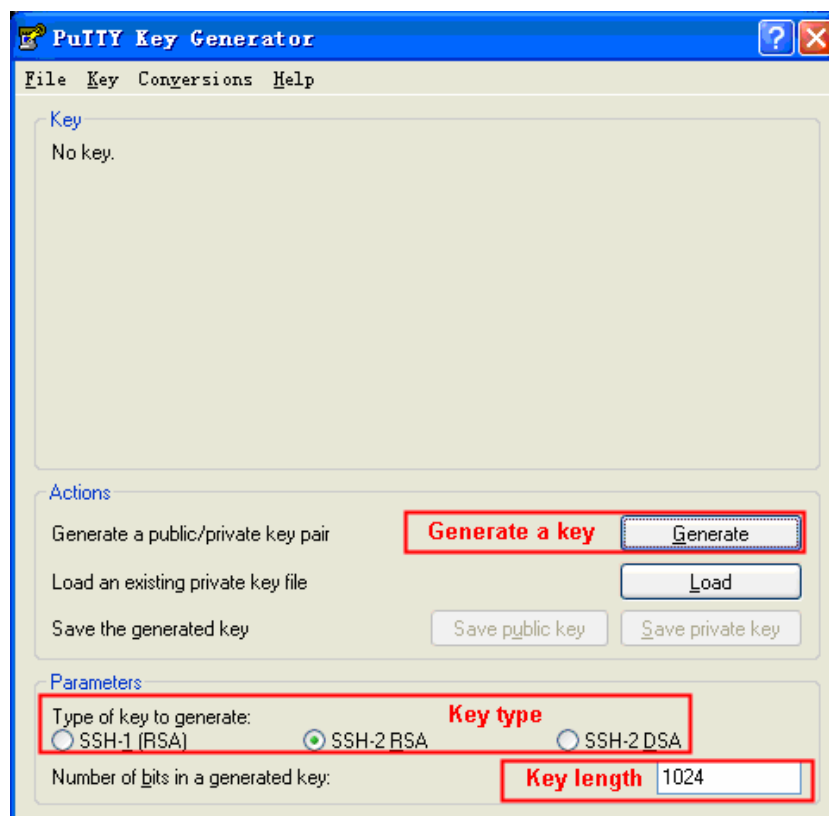 PuTTY Key Generator
File Key Conversions Help
Key
No key.
Actions
Generate a public/private key pair Generate a key Generate
Load an existing private key file Load
Save the generated key Save public key Save private key
Parameters
Type of key to generate: Key type
SSH-1 (RSA) SSH-2 RSA SSH-2 DSA
Number of bits in a generated key: Key length 1024